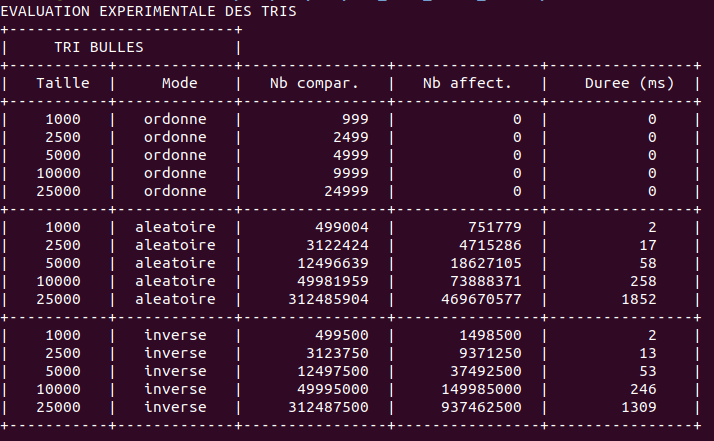 EVALUATION EXPERIMENTALE DES TRIS
+-------------------------+
|     TRI BULLES          |
+-----------+-------------+----------------+----------------+----------------+
|   Taille  |     Mode    |   Nb compar.   |   Nb affect.   |    Duree (ms)  |
+-----------+-------------+----------------+----------------+----------------+
|    1000   |   ordonne   |           999  |             0  |            0   |
|    2500   |   ordonne   |          2499  |             0  |            0   |
|    5000   |   ordonne   |          4999  |             0  |            0   |
|   10000   |   ordonne   |          9999  |             0  |            0   |
|   25000   |   ordonne   |         24999  |             0  |            0   |
+-----------+-------------+----------------+----------------+----------------+
|    1000   |  aleatoire  |        499004  |        751779  |            2   |
|    2500   |  aleatoire  |       3122424  |       4715286  |           17   |
|    5000   |  aleatoire  |      12496639  |      18627105  |           58   |
|   10000   |  aleatoire  |      49981959  |      73888371  |          258   |
|   25000   |  aleatoire  |     312485904  |     469670577  |         1852   |
+-----------+-------------+----------------+----------------+----------------+
|    1000   |   inverse   |        499500  |       1498500  |            2   |
|    2500   |   inverse   |       3123750  |       9371250  |           13   |
|    5000   |   inverse   |      12497500  |      37492500  |           53   |
|   10000   |   inverse   |      49995000  |     149985000  |          246   |
|   25000   |   inverse   |     312487500  |     937462500  |         1309   |
+-----------+-------------+----------------+----------------+----------------+